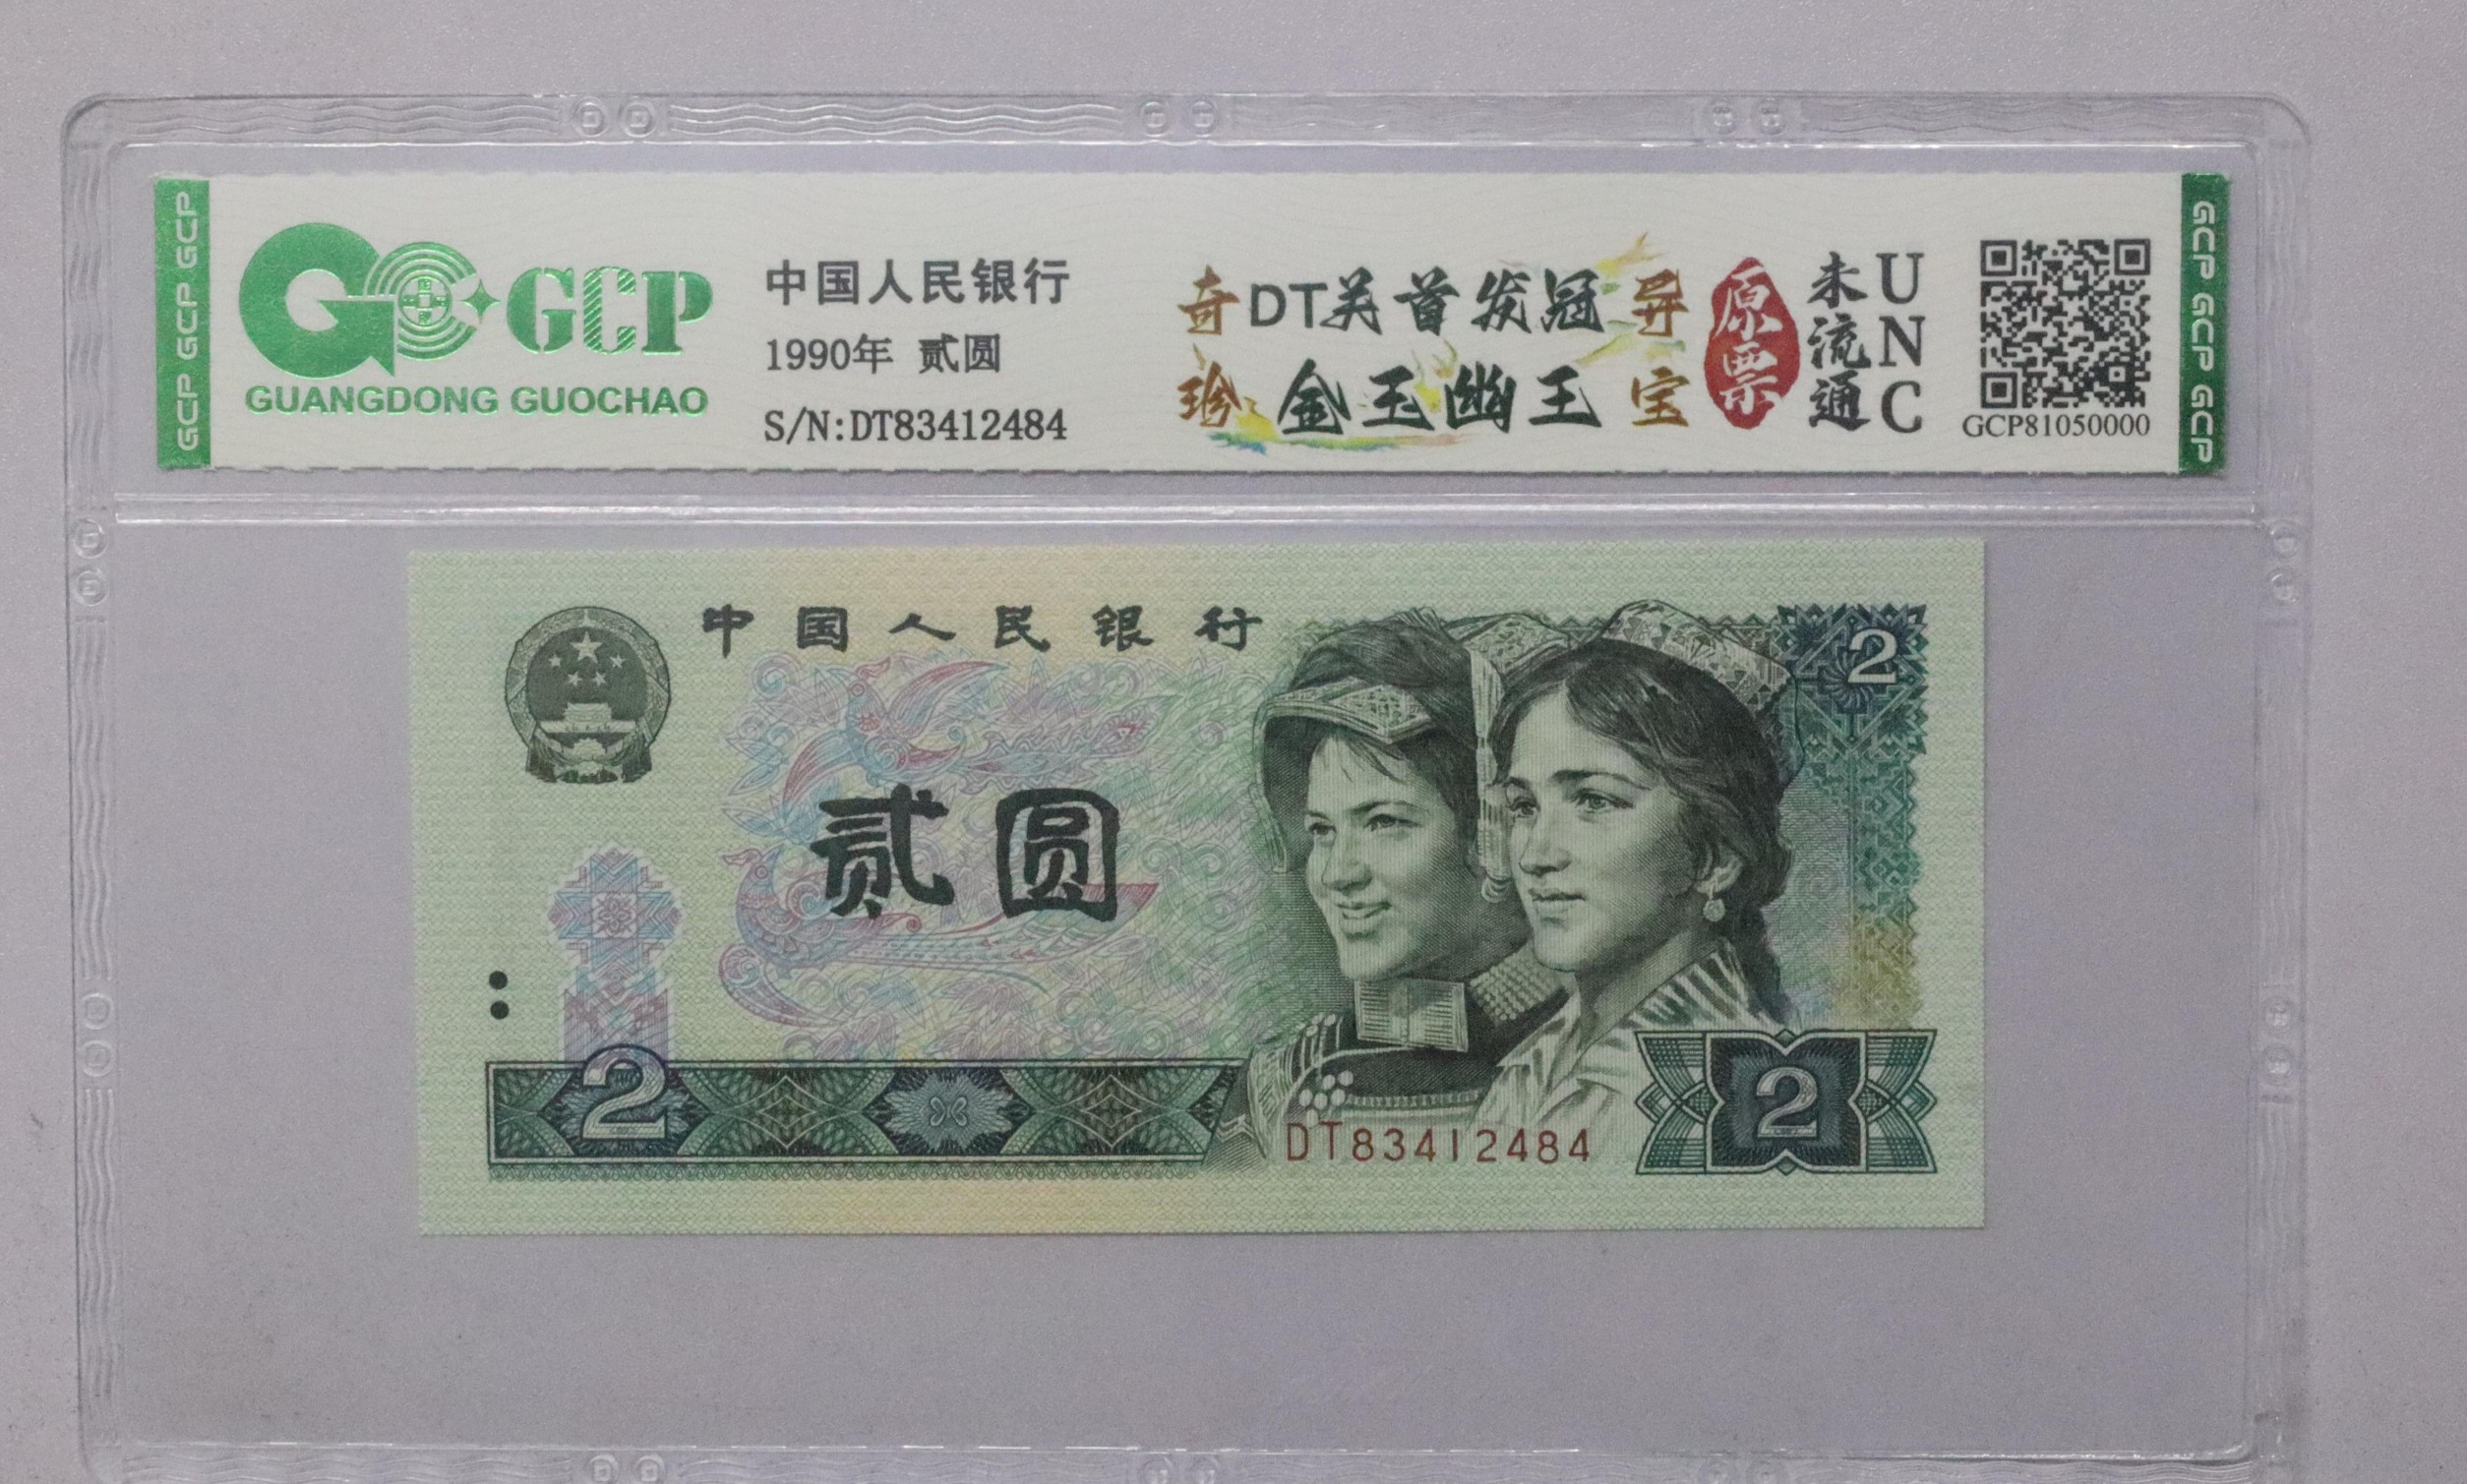 GCP GCP GCP
GCP
GUANGDONG GUOCHAO
中国人民银行
1990年 贰圆
S/N:DT83412484
奇DT关首发冠异
珍金玉幽王宝
原票
未流通
UNC
GCP81050000
GCP GCP GCP
中国人民银行
2
贰圆
2
DT83412484
2